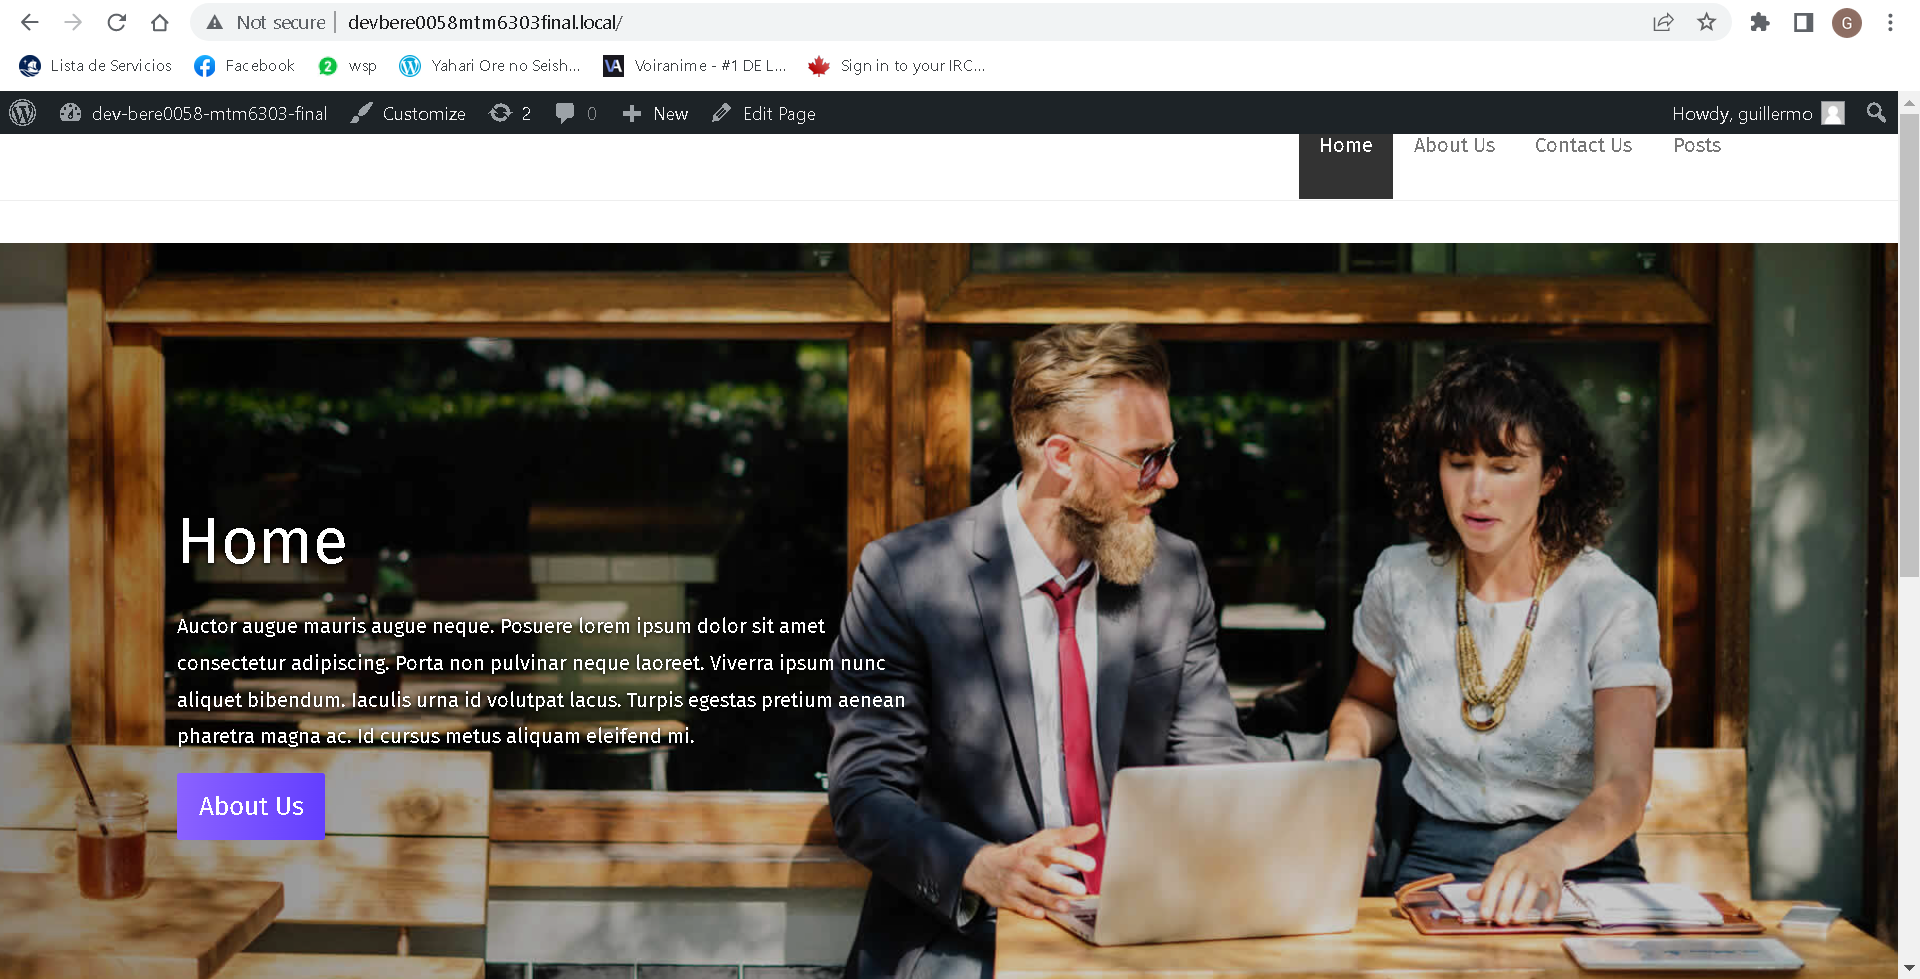 Not secure devbere0058mtm6303final.local/ G
Lista de Servicios Facebook 2 wsp Yahari Ore no Seish... VA Voiranime - #1 DE L... Sign in to your IRC...
dev-bere0058-mtm6303-final Customize 2 0 New Edit Page Howdy, guillermo
Home About Us Contact Us Posts
Home
Auctor augue mauris augue neque. Posuere lorem ipsum dolor sit amet
consectetur adipiscing. Porta non pulvinar neque laoreet. Viverra ipsum nunc
aliquet bibendum. Iaculis urna id volutpat lacus. Turpis egestas pretium aenean
pharetra magna ac. Id cursus metus aliquam eleifend mi.
About Us